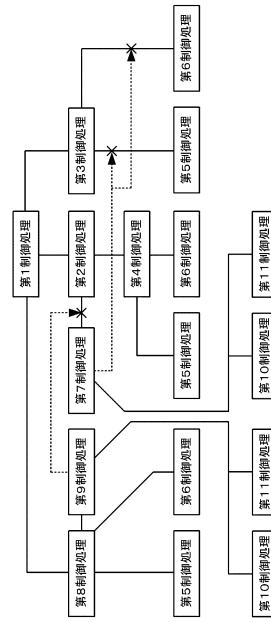 第1制御処理
第8制御処理
第9制御処理
第7制御処理
第2制御処理
第3制御処理
第4制御処理
第5制御処理
第6制御処理
第5制御処理
第6制御処理
第5制御処理
第6制御処理
第10制御処理
第11制御処理
第10制御処理
第11制御処理